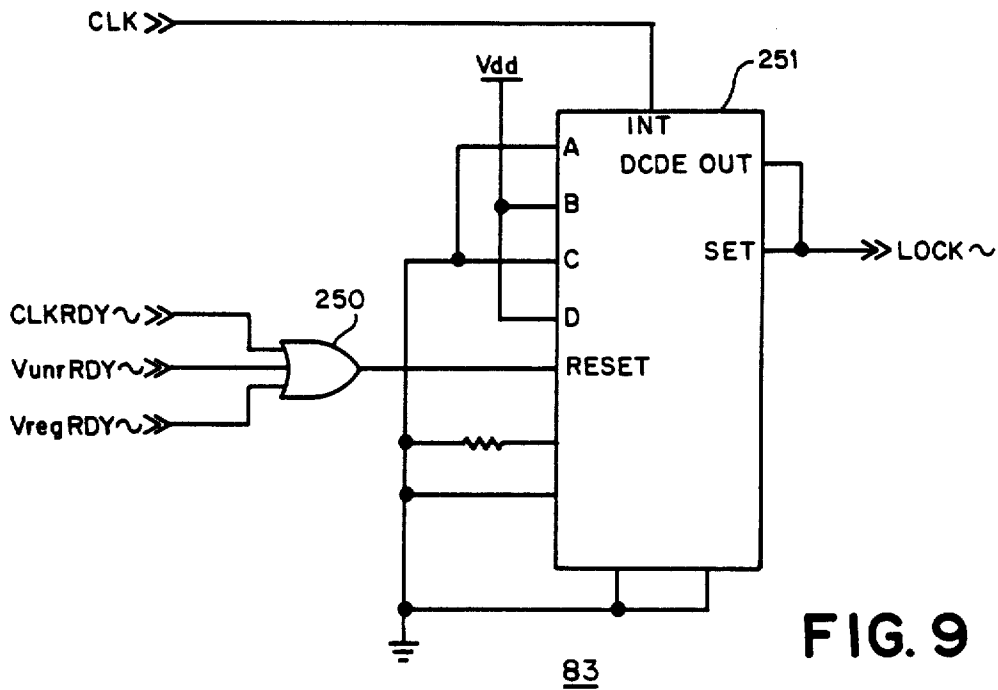 CLK
Vdd
251
INT
A
DCDE OUT
B
SET
LOCK~
C
250
CLKRDY~
D
VunrRDY~
RESET
VregRDY~
FIG. 9
83